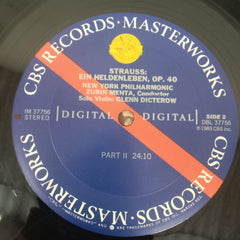 CBS RECORDS · MASTERWORKS
STRAUSS:
EIN HELDENLEBEN, OP. 40
NEW YORK PHILHARMONIC
ZUBIN MEHTA, Conductor
Solo Violin: GLENN DICTEROW
IM 37756
STEREO
DIGITAL
DIGITAL
SIDE 2
DBL 37756
℗ 1983 CBS INC.
PART II 24:10
MASTERWORKS
CBS RECORDS · MASTERWORKS